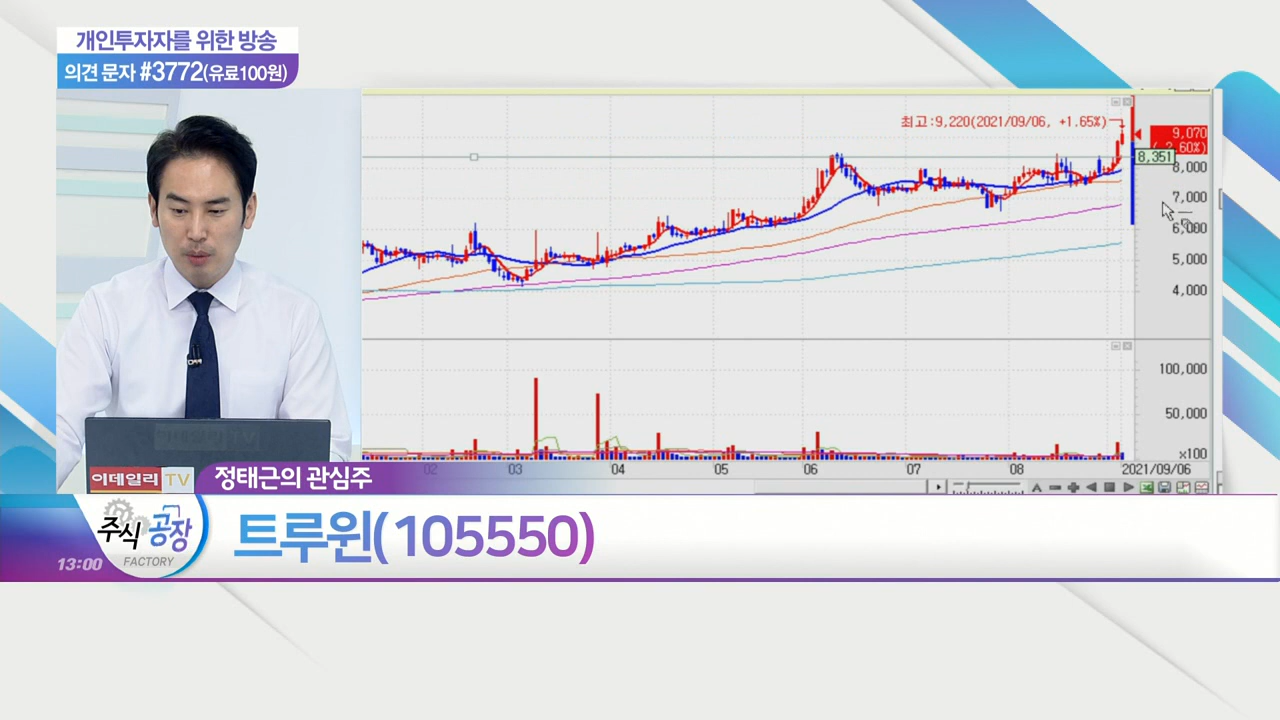 개인투자자를 위한 방송
의견 문자 #3772(유료100원)
최고:9,220(2021/09/06, +1.65%)
9,070
8,351
8,000
7,000
5,000
4,000
100,000
50,000
×100
02 03 04 05 06 07 08 2021/09/06
이데일리 TV
정태근의 관심주
주식 공장
FACTORY
13:00
트루윈(105550)